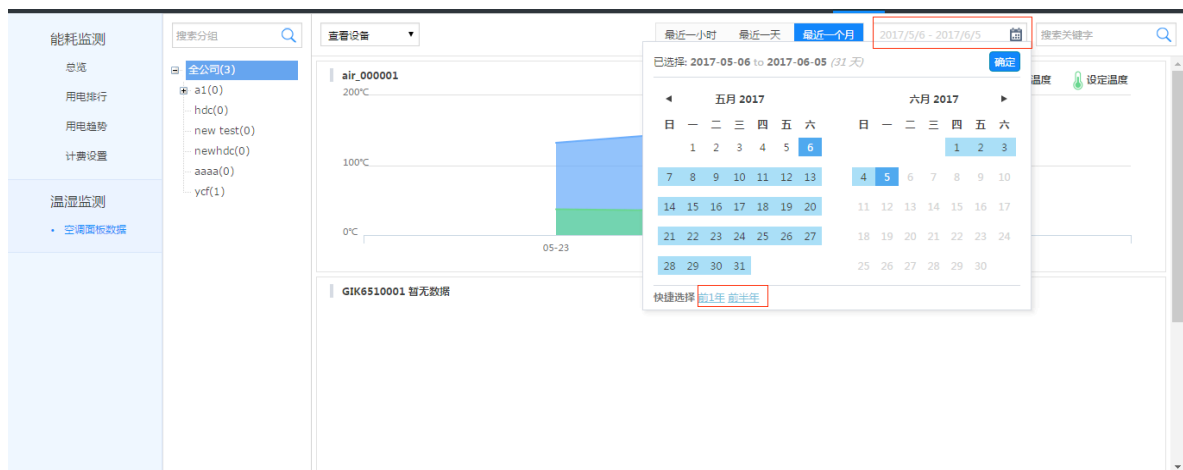 能耗监测
总览
用电排行
用电趋势
计费设置
温湿监测
空调面板数据
搜索分组
全公司(3)
a1(0)
hdc(0)
new test(0)
newhdc(0)
aaaa(0)
ycf(1)
查看设备
最近一小时 最近一天 最近一个月 2017/5/6 - 2017/6/5 搜索关键字
air_000001
温度 设定温度
200℃
100℃
0℃
05-23
已选择: 2017-05-06 to 2017-06-05 (31 天) 确定
五月 2017 六月 2017
日 一 二 三 四 五 六 日 一 二 三 四 五 六
1 2 3 4 5 6 1 2 3
7 8 9 10 11 12 13 4 5 6 7 8 9 10
14 15 16 17 18 19 20 11 12 13 14 15 16 17
21 22 23 24 25 26 27 18 19 20 21 22 23 24
28 29 30 31 25 26 27 28 29 30
快捷选择 前1年 前半年
GIK6510001 暂无数据